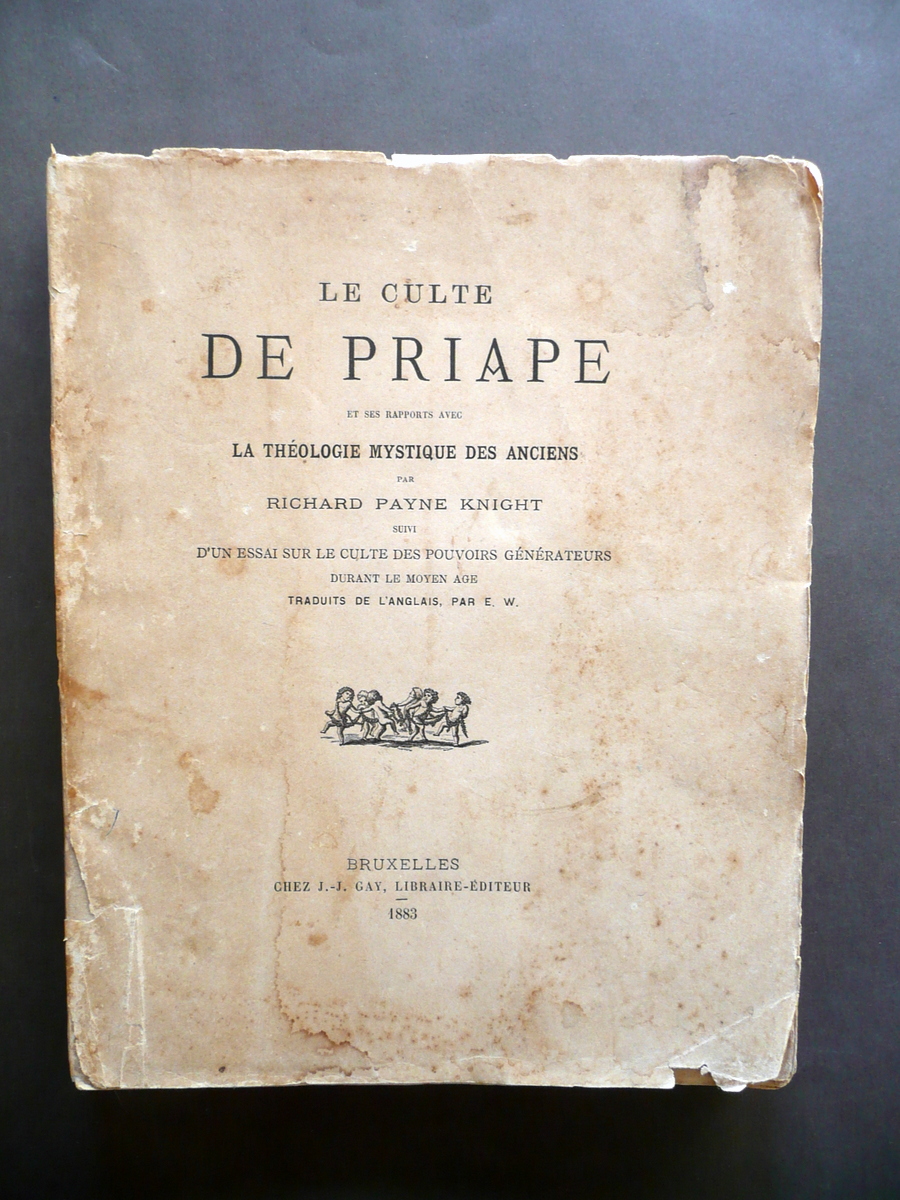 LE CULTE
DE PRIAPE
ET SES RAPPORTS AVEC
LA THÉOLOGIE MYSTIQUE DES ANCIENS
PAR
RICHARD PAYNE KNIGHT
SUIVI
D'UN ESSAI SUR LE CULTE DES POUVOIRS GÉNÉRATEURS
DURANT LE MOYEN AGE
TRADUITS DE L'ANGLAIS, PAR E. W.
BRUXELLES
CHEZ J.-J. GAY, LIBRAIRE-ÉDITEUR
1883